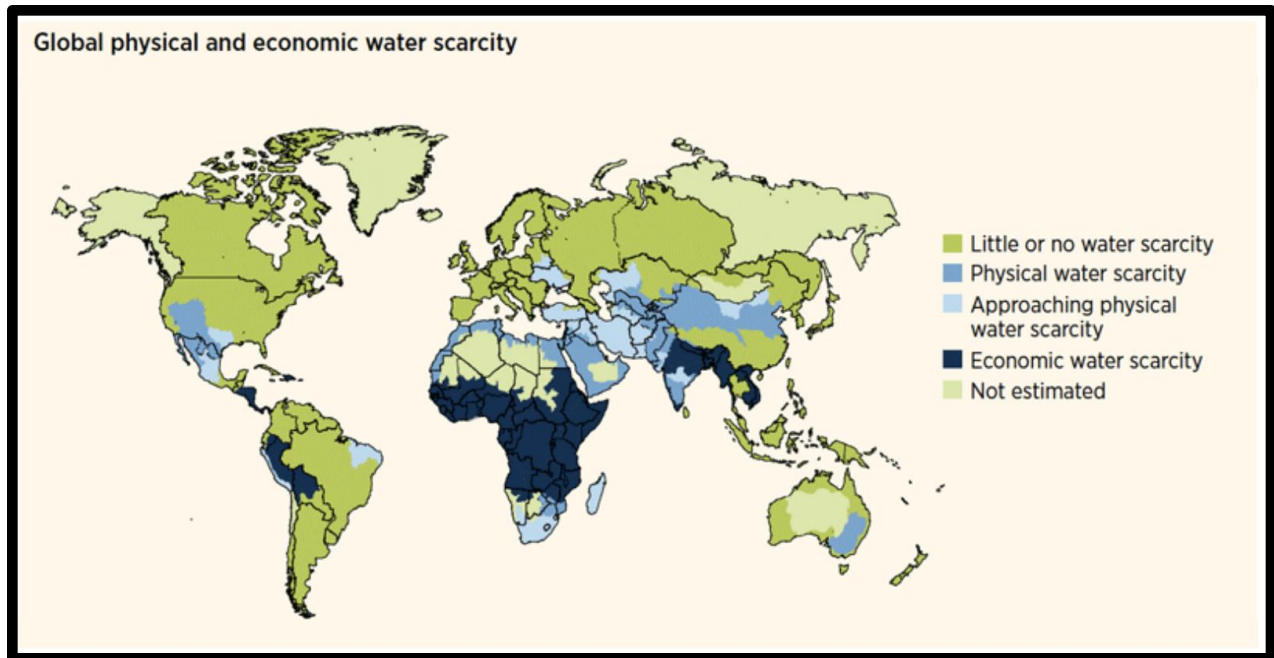 Global physical and economic water scarcity
Little or no water scarcity
Physical water scarcity
Approaching physical
water scarcity
Economic water scarcity
Not estimated